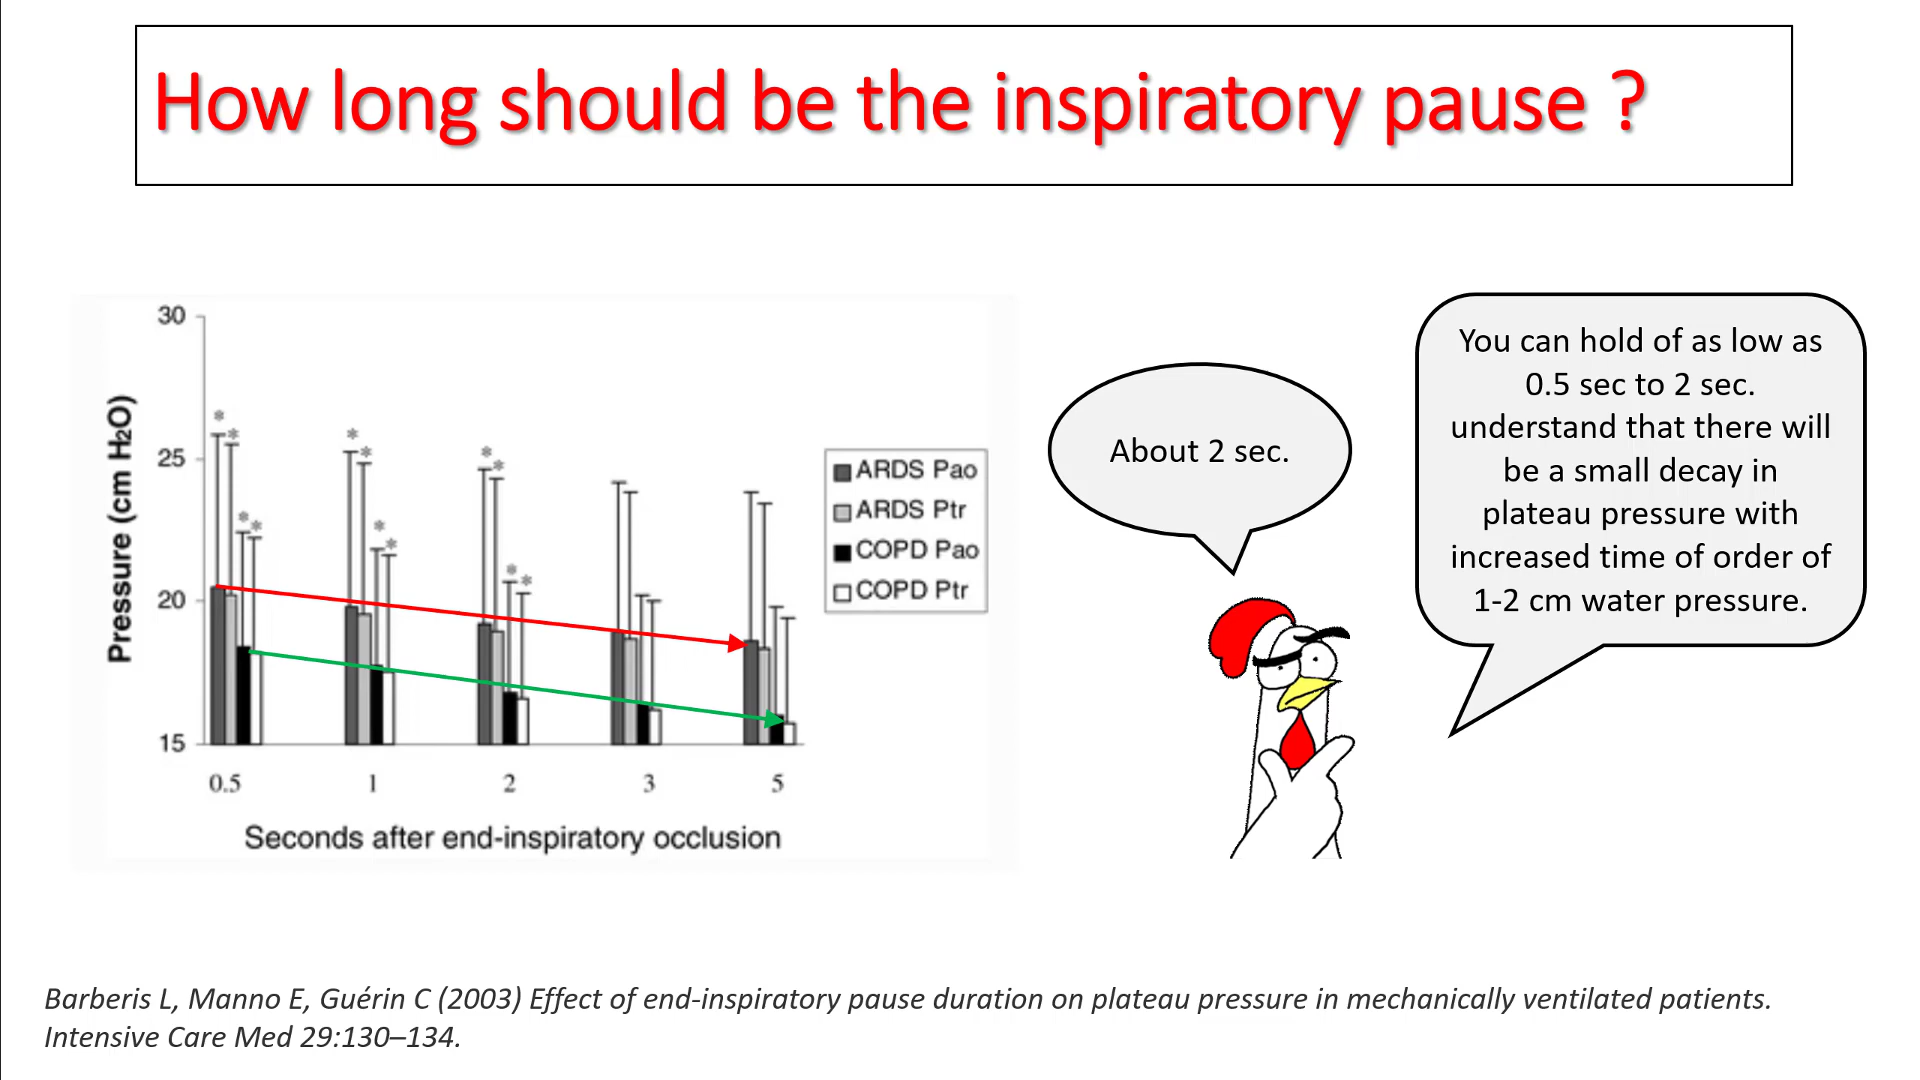 How long should be the inspiratory pause ?
30
25
20
15
Pressure (cm H2O)
0.5 1 2 3 5
Seconds after end-inspiratory occlusion
* * * * * * * * * * * *
ARDS Pao
ARDS Ptr
COPD Pao
COPD Ptr
About 2 sec.
You can hold of as low as
0.5 sec to 2 sec.
understand that there will
be a small decay in
plateau pressure with
increased time of order of
1-2 cm water pressure.
Barberis L, Manno E, Guérin C (2003) Effect of end-inspiratory pause duration on plateau pressure in mechanically ventilated patients.
Intensive Care Med 29:130–134.